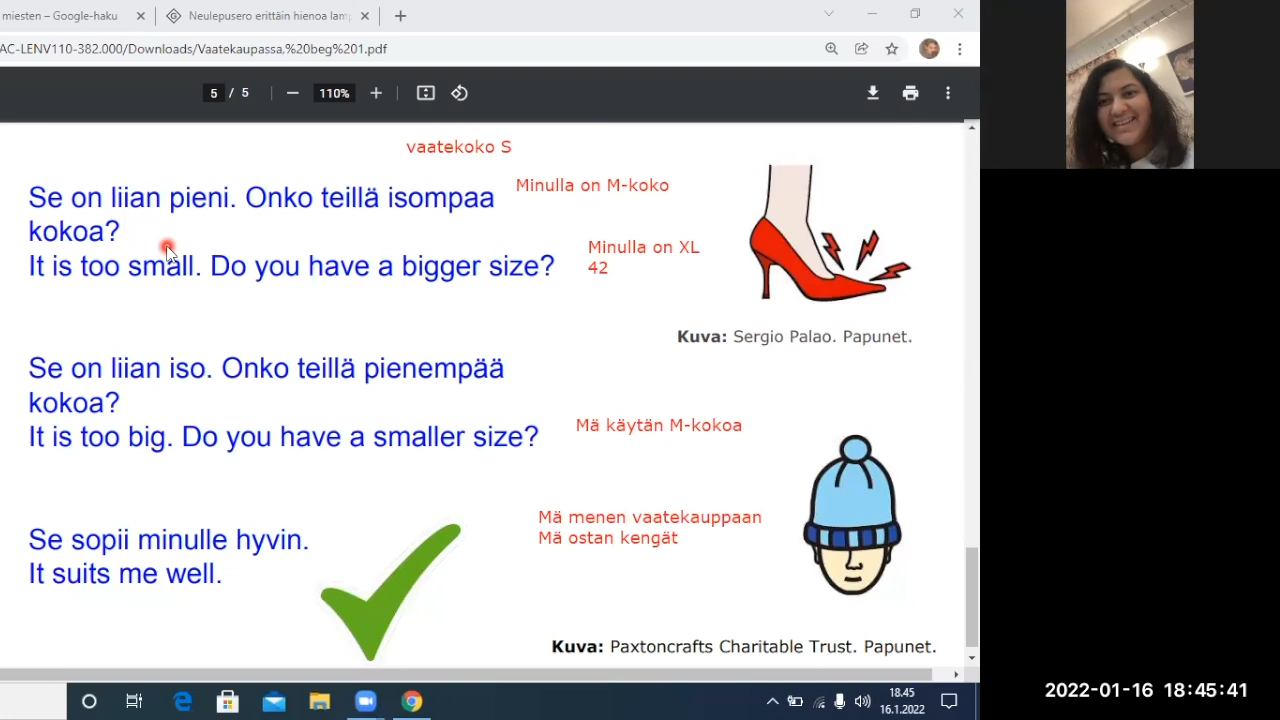 miesten – Google-haku
Neulepusero erittäin hienoa lamp
AC-LENV110-382.000/Downloads/Vaatekaupassa,%20beg%201.pdf
5 / 5
110%
vaatekoko S
Se on liian pieni. Onko teillä isompaa
kokoa?
It is too small. Do you have a bigger size?
Minulla on M-koko
Minulla on XL
42
Kuva: Sergio Palao. Papunet.
Se on liian iso. Onko teillä pienempää
kokoa?
It is too big. Do you have a smaller size?
Mä käytän M-kokoa
Mä menen vaatekauppaan
Mä ostan kengät
Se sopii minulle hyvin.
It suits me well.
Kuva: Paxtoncrafts Charitable Trust. Papunet.
18.45
16.1.2022
2022-01-16 18:45:41